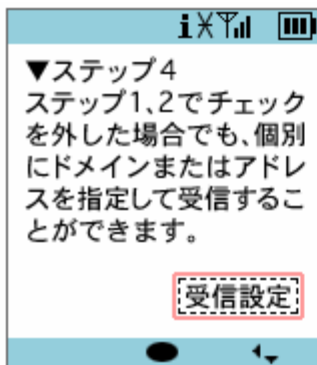 ▼ステップ4
ステップ1、2でチェック
を外した場合でも、個別
にドメインまたはアドレ
スを指定して受信するこ
とができます。
受信設定